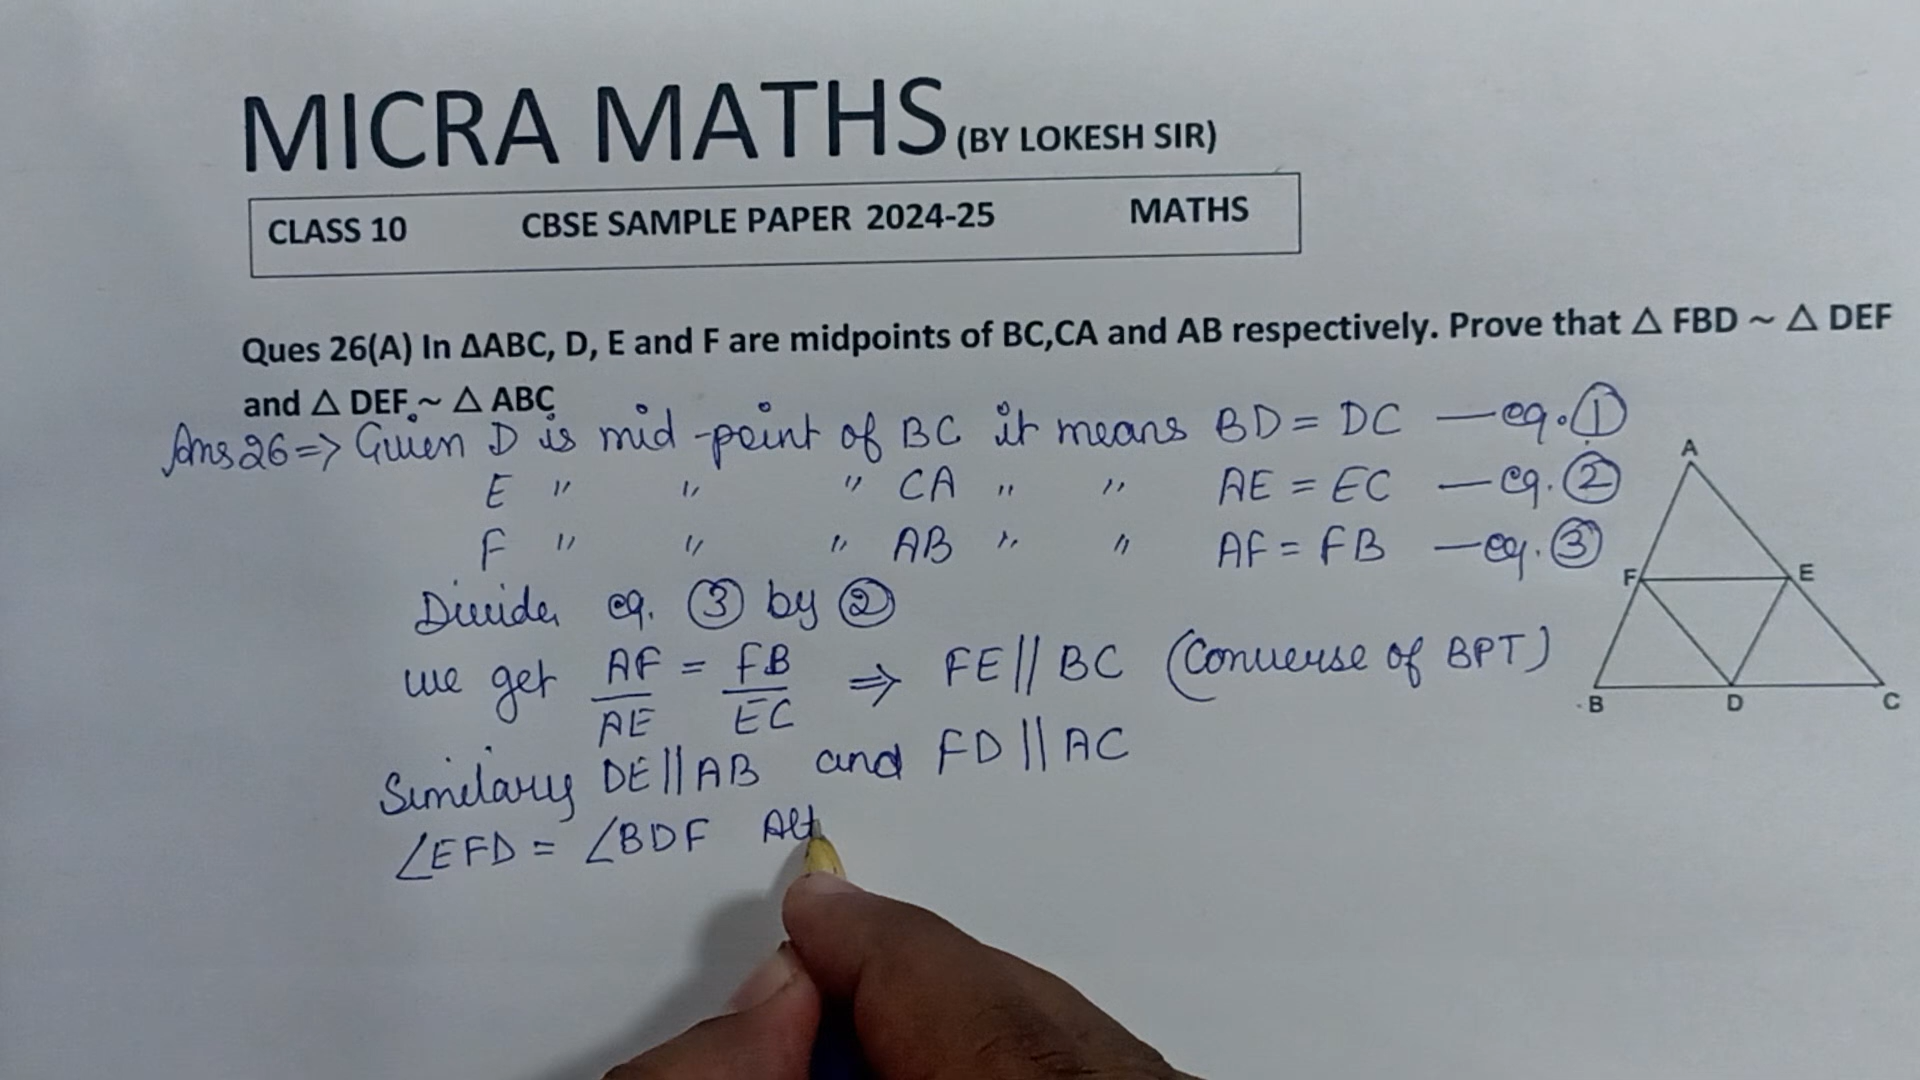 MICRA MATHS (BY LOKESH SIR)
CLASS 10 CBSE SAMPLE PAPER 2024-25 MATHS
Ques 26(A) In ΔABC, D, E and F are midpoints of BC,CA and AB respectively. Prove that △ FBD ~ △ DEF
and △ DEF ~ △ ABC
Ans 26 => Given D is mid-point of BC it means BD = DC — eq. ①
E " " " CA " " AE = EC — eq. ②
F " " " AB " " AF = FB — eq. ③
Divide eq. ③ by ②
we get AF/AE = FB/EC ⇒ FE || BC (Converse of BPT)
Similary DE || AB and FD || AC
∠EFD = ∠BDF Alt
A
F
E
B
D
C